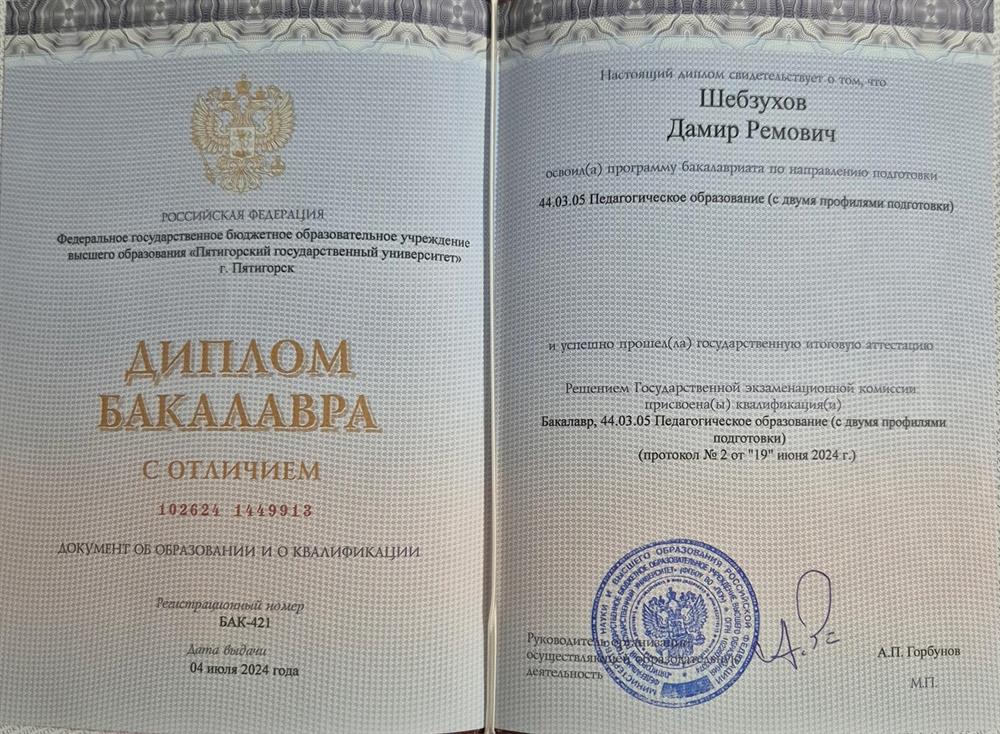 РОССИЙСКАЯ ФЕДЕРАЦИЯ
Федеральное государственное бюджетное образовательное учреждение
высшего образования «Пятигорский государственный университет»
г. Пятигорск
ДИПЛОМ
БАКАЛАВРА
С ОТЛИЧИЕМ
102624 1449913
ДОКУМЕНТ ОБ ОБРАЗОВАНИИ И О КВАЛИФИКАЦИИ
Регистрационный номер
БАК-421
Дата выдачи
04 июля 2024 года
Настоящий диплом свидетельствует о том, что
Шебзухов
Дамир Ремович
освоил(а) программу бакалавриата по направлению подготовки
44.03.05 Педагогическое образование (с двумя профилями подготовки)
и успешно прошел(ла) государственную итоговую аттестацию
Решением Государственной экзаменационной комиссии
присвоена(ы) квалификация(и)
Бакалавр, 44.03.05 Педагогическое образование (с двумя профилями
подготовки)
(протокол № 2 от "19" июня 2024 г.)
Руководитель организации,
осуществляющей образовательную
деятельность
А.П. Горбунов
М.П.